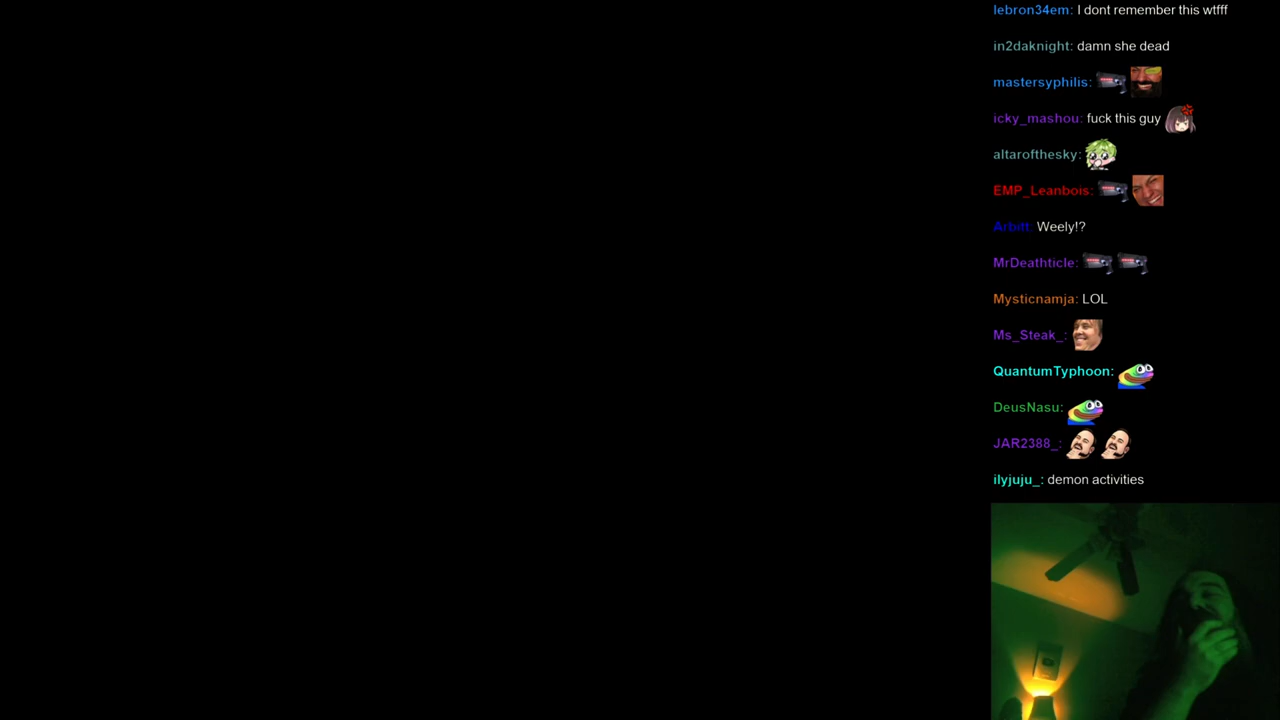 lebron34em: I dont remember this wtfff
in2daknight: damn she dead
mastersyphilis:
icky_mashou: fuck this guy
altarofthesky:
EMP_Leanbois:
Arbitt: Weely!?
MrDeathticle:
Mysticnamja: LOL
Ms_Steak_:
QuantumTyphoon:
DeusNasu:
JAR2388_:
ilyjuju_: demon activities